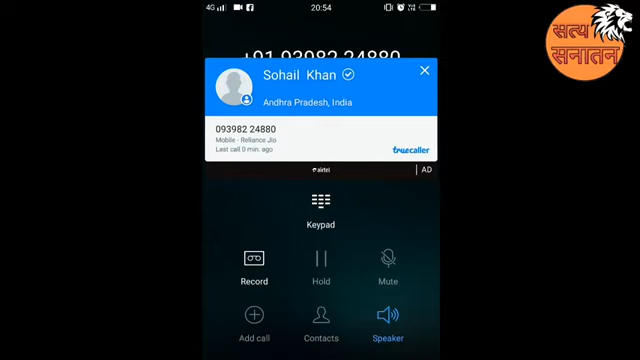 4G
20:54
सत्य
सनातन
+91 93982 24880
Sohail Khan
Andhra Pradesh, India
093982 24880
Mobile - Reliance Jio
Last call 0 min. ago
truecaller
airtel
AD
Keypad
Record
Hold
Mute
Add call
Contacts
Speaker